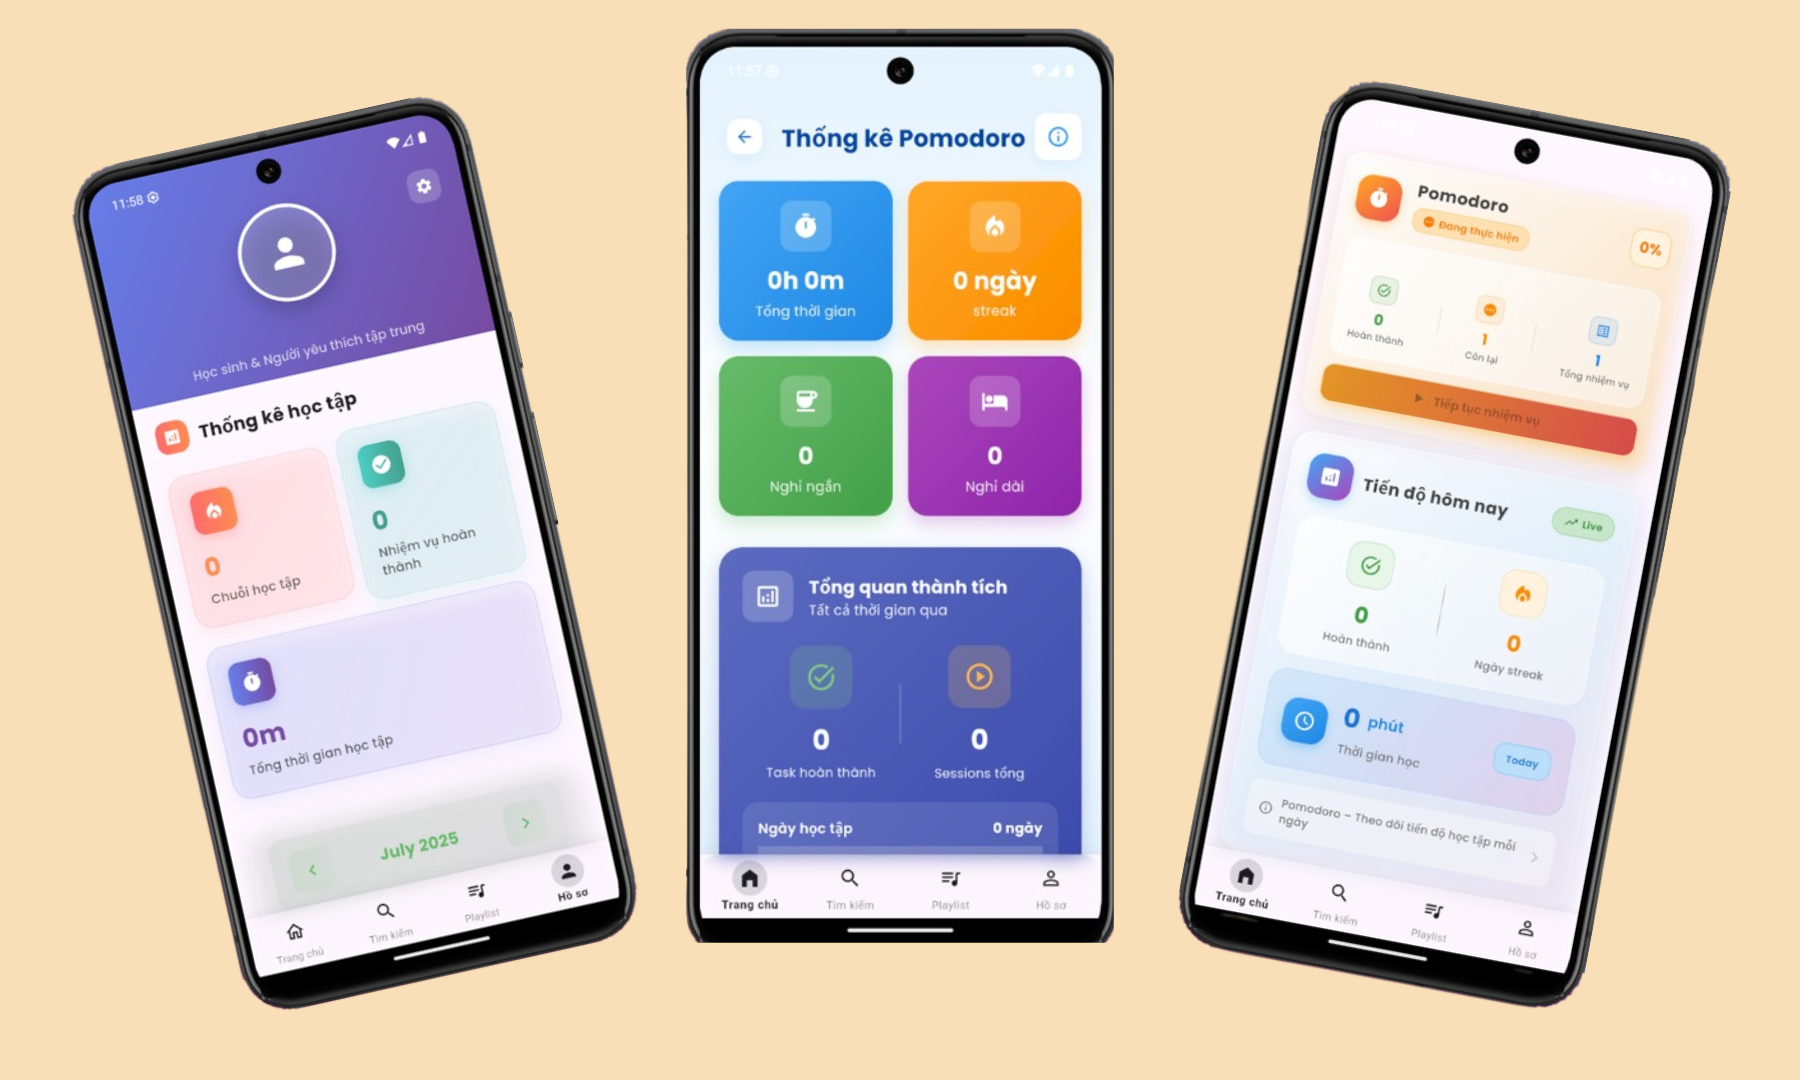 11:58
Học sinh & Người yêu thích tập trung
Thống kê học tập
0
Chuỗi học tập
0
Nhiệm vụ hoàn
thành
0m
Tổng thời gian học tập
July 2025
Trang chủ
Tìm kiếm
Playlist
Hồ sơ
11:57
Thống kê Pomodoro
0h 0m
Tổng thời gian
0 ngày
streak
0
Nghỉ ngắn
0
Nghỉ dài
Tổng quan thành tích
Tất cả thời gian qua
0
Task hoàn thành
0
Sessions tổng
Ngày học tập
0 ngày
Trang chủ
Tìm kiếm
Playlist
Hồ sơ
Pomodoro
Đang thực hiện
0%
0
Hoàn thành
1
Còn lại
1
Tổng nhiệm vụ
Tiếp tục nhiệm vụ
Tiến độ hôm nay
Live
0
Hoàn thành
0
Ngày streak
0 phút
Thời gian học
Today
Pomodoro – Theo dõi tiến độ học tập mỗi
ngày
Trang chủ
Tìm kiếm
Playlist
Hồ sơ